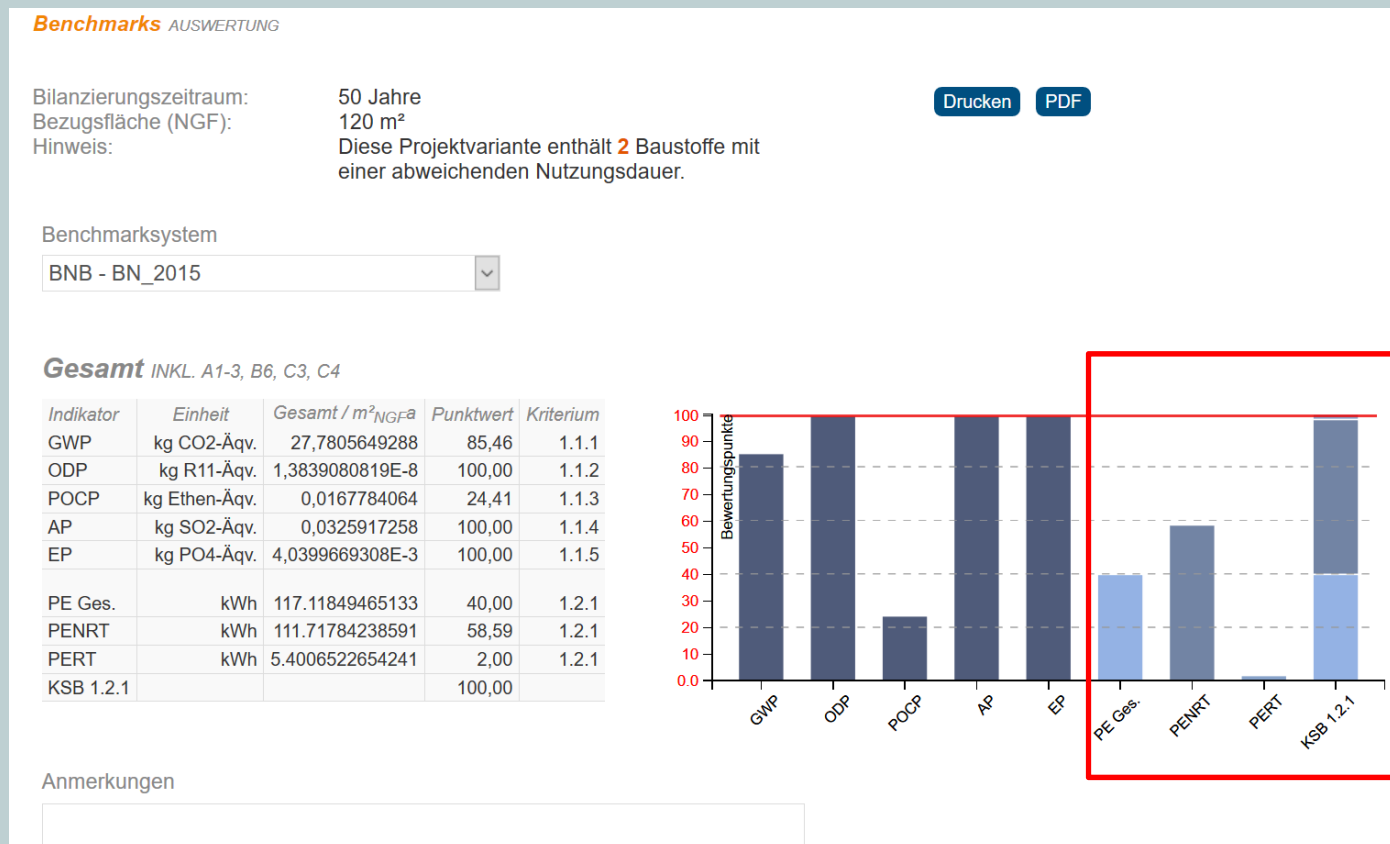 Benchmarks AUSWERTUNG
Bilanzierungszeitraum: 50 Jahre
Bezugsfläche (NGF): 120 m²
Hinweis: Diese Projektvariante enthält 2 Baustoffe mit
einer abweichenden Nutzungsdauer.
Drucken PDF
Benchmarksystem
BNB - BN_2015
Gesamt INKL. A1-3, B6, C3, C4
Indikator Einheit Gesamt / m²NGFa Punktwert Kriterium
GWP kg CO2-Äqv. 27,7805649288 85,46 1.1.1
ODP kg R11-Äqv. 1,3839080819E-8 100,00 1.1.2
POCP kg Ethen-Äqv. 0,0167784064 24,41 1.1.3
AP kg SO2-Äqv. 0,0325917258 100,00 1.1.4
EP kg PO4-Äqv. 4,0399669308E-3 100,00 1.1.5
PE Ges. kWh 117.11849465133 40,00 1.2.1
PENRT kWh 111.71784238591 58,59 1.2.1
PERT kWh 5.4006522654241 2,00 1.2.1
KSB 1.2.1 100,00
Bewertungspunkte
100
90
80
70
60
50
40
30
20
10
0.0
GWP ODP POCP AP EP PE Ges. PENRT PERT KSB 1.2.1
Anmerkungen